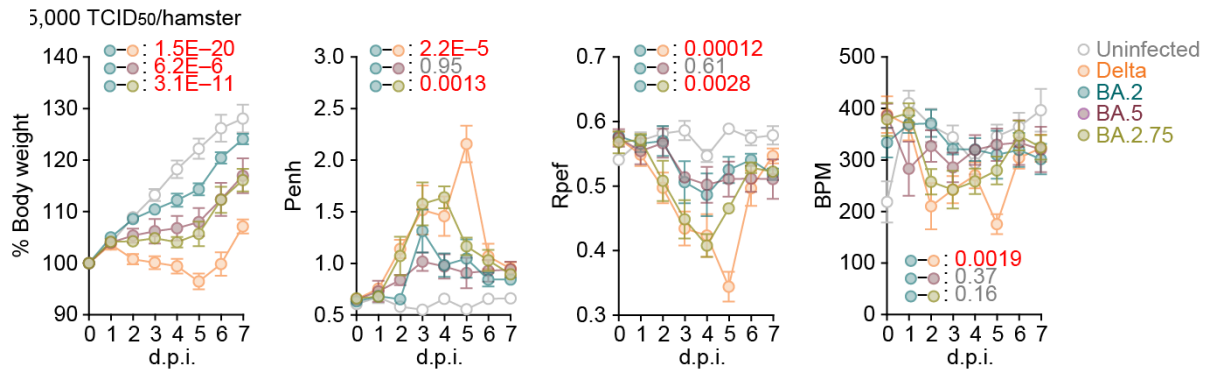 5,000 TCID50/hamster
% Body weight
140
130
120
110
100
90
0 1 2 3 4 5 6 7
d.p.i.
: 1.5E–20
: 6.2E–6
: 3.1E–11
Penh
3.0
2.5
2.0
1.5
1.0
0.5
0 1 2 3 4 5 6 7
d.p.i.
: 2.2E–5
: 0.95
: 0.0013
Rpef
0.7
0.6
0.5
0.4
0.3
0 1 2 3 4 5 6 7
d.p.i.
: 0.00012
: 0.61
: 0.0028
BPM
500
400
300
200
100
0
0 1 2 3 4 5 6 7
d.p.i.
: 0.0019
: 0.37
: 0.16
Uninfected
Delta
BA.2
BA.5
BA.2.75